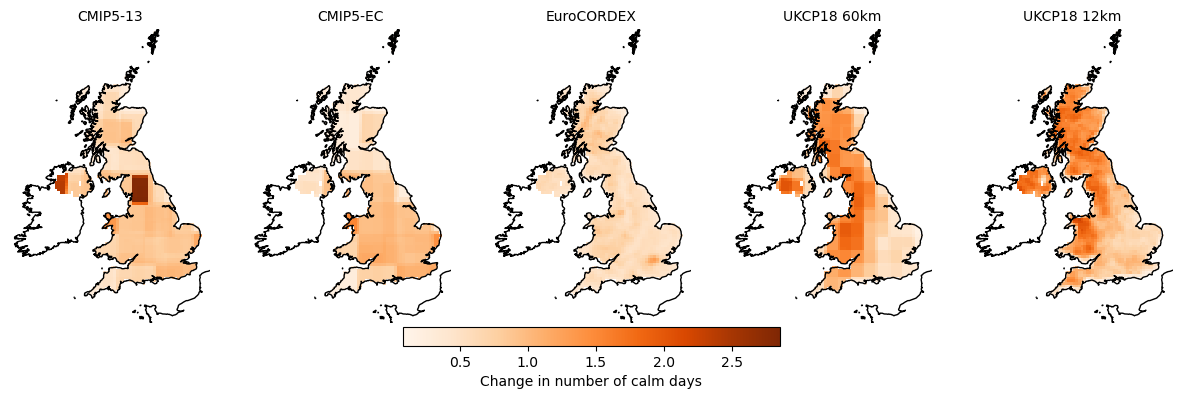 CMIP5-13
CMIP5-EC
EuroCORDEX
UKCP18 60km
UKCP18 12km
0.5
1.0
1.5
2.0
2.5
Change in number of calm days